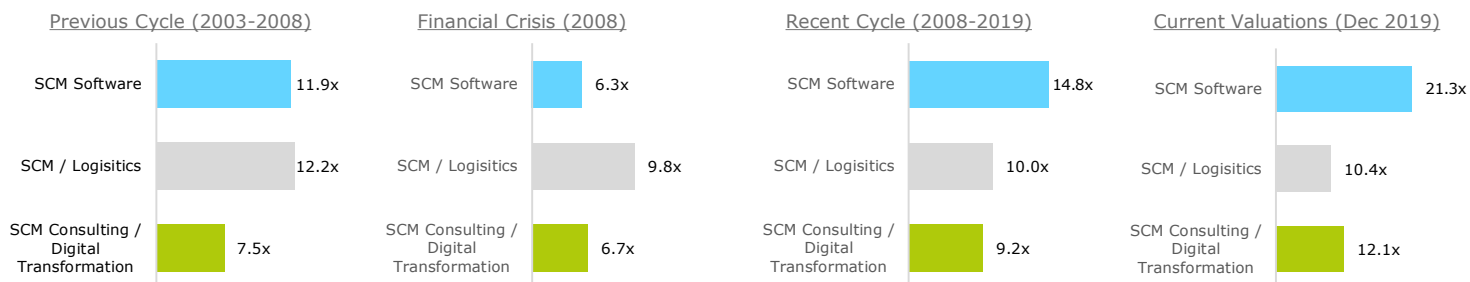 Previous Cycle (2003-2008)
SCM Software
11.9x
SCM / Logisitics
12.2x
SCM Consulting /
Digital
Transformation
7.5x
Financial Crisis (2008)
SCM Software
6.3x
SCM / Logisitics
9.8x
SCM Consulting /
Digital
Transformation
6.7x
Recent Cycle (2008-2019)
SCM Software
14.8x
SCM / Logisitics
10.0x
SCM Consulting /
Digital
Transformation
9.2x
Current Valuations (Dec 2019)
SCM Software
21.3x
SCM / Logisitics
10.4x
SCM Consulting /
Digital
Transformation
12.1x